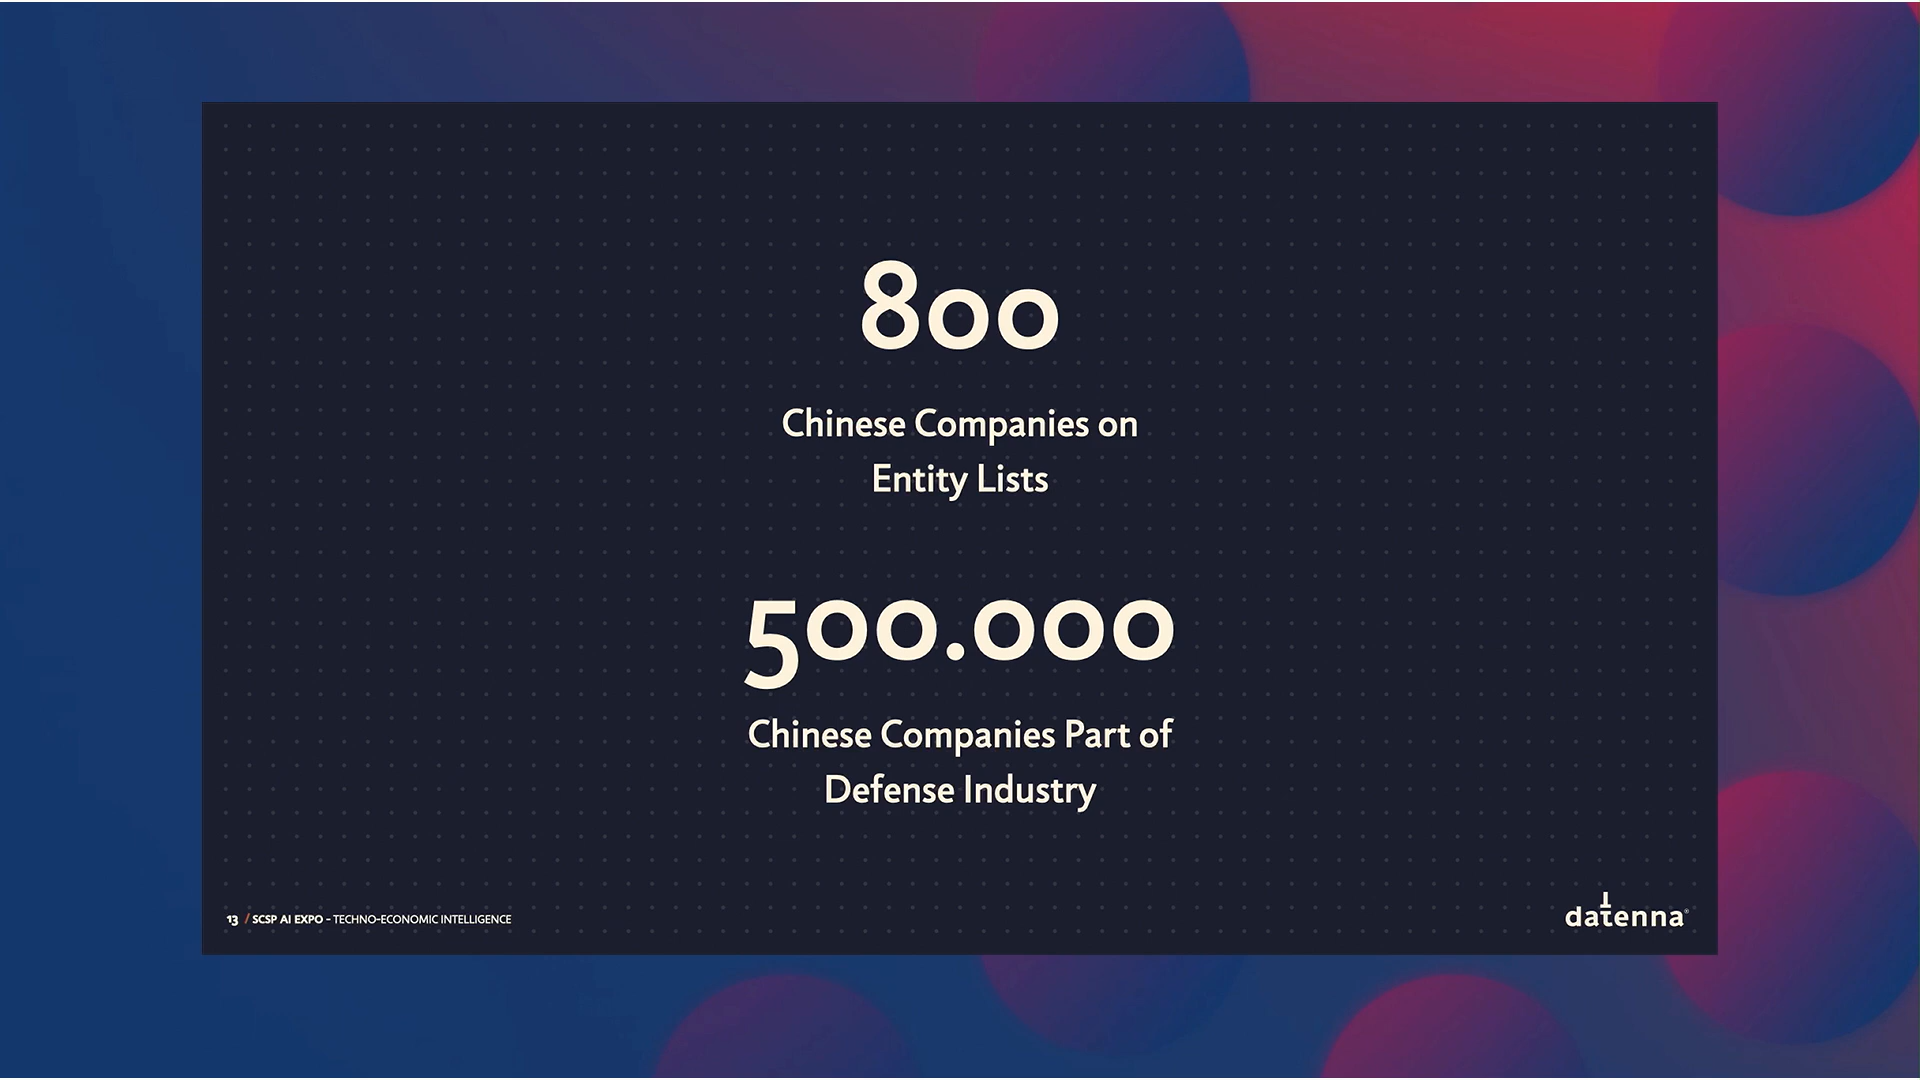 800
Chinese Companies on
Entity Lists
500.000
Chinese Companies Part of
Defense Industry
13 / SCSP AI EXPO – TECHNO-ECONOMIC INTELLIGENCE
datenna®